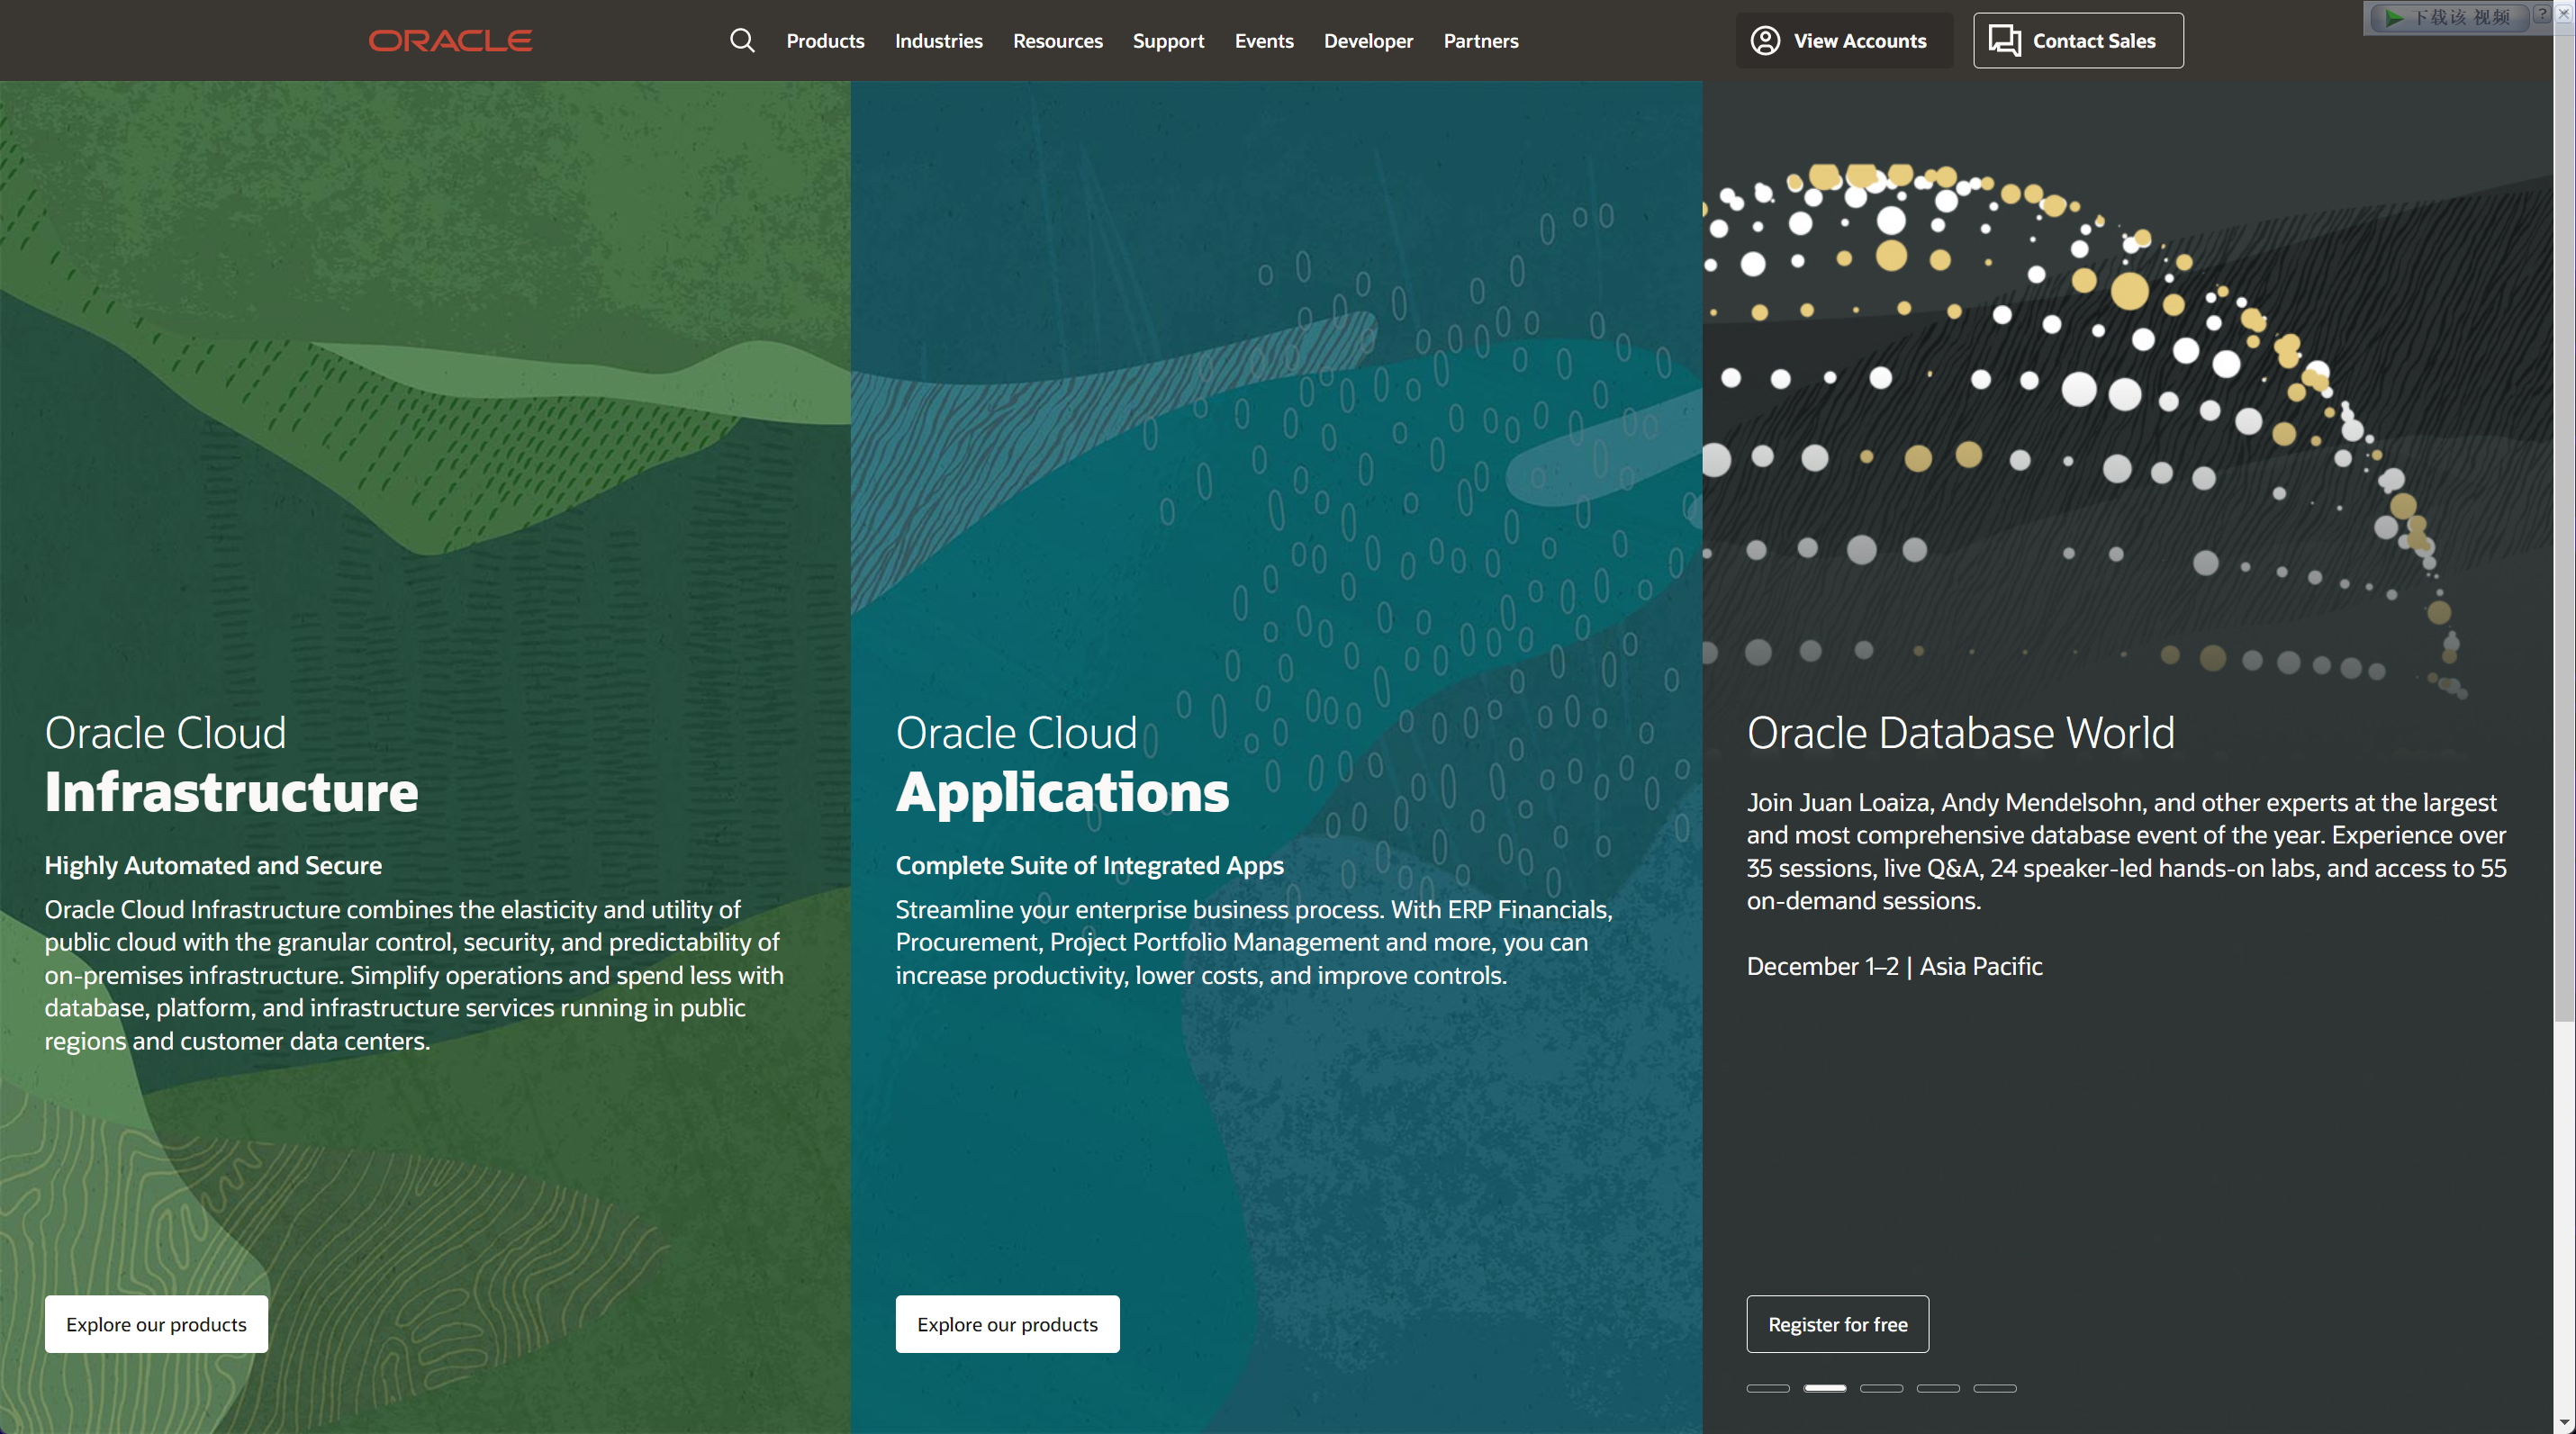 ORACLE
Products Industries Resources Support Events Developer Partners
View Accounts
Contact Sales
下载该 视频 ?
Oracle Cloud
Infrastructure
Highly Automated and Secure
Oracle Cloud Infrastructure combines the elasticity and utility of
public cloud with the granular control, security, and predictability of
on-premises infrastructure. Simplify operations and spend less with
database, platform, and infrastructure services running in public
regions and customer data centers.
Explore our products
Oracle Cloud
Applications
Complete Suite of Integrated Apps
Streamline your enterprise business process. With ERP Financials,
Procurement, Project Portfolio Management and more, you can
increase productivity, lower costs, and improve controls.
Explore our products
Oracle Database World
Join Juan Loaiza, Andy Mendelsohn, and other experts at the largest
and most comprehensive database event of the year. Experience over
35 sessions, live Q&A, 24 speaker-led hands-on labs, and access to 55
on-demand sessions.
December 1–2 | Asia Pacific
Register for free